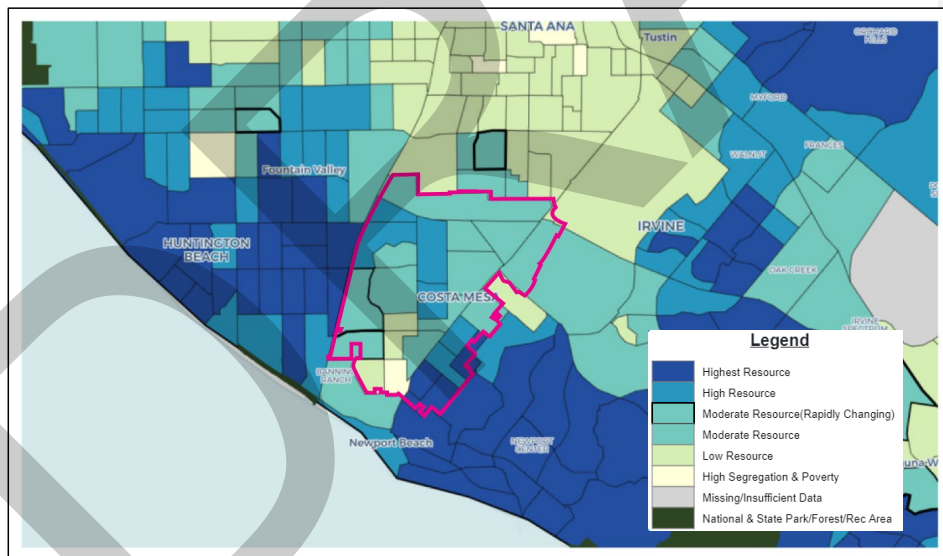 SANTA ANA
Tustin
ORCHARD
HILLS
MYFORD
FRANCES
WALNUT
Fountain Valley
IRVINE
HUNTINGTON
BEACH
OAK CREEK
COSTA MESA
IRVINE
SPECTRUM
BANNING
RANCH
Newport Beach
NEWPORT
CENTER
Legend
Highest Resource
High Resource
Moderate Resource(Rapidly Changing)
Moderate Resource
Low Resource
High Segregation & Poverty
Missing/Insufficient Data
National & State Park/Forest/Rec Area